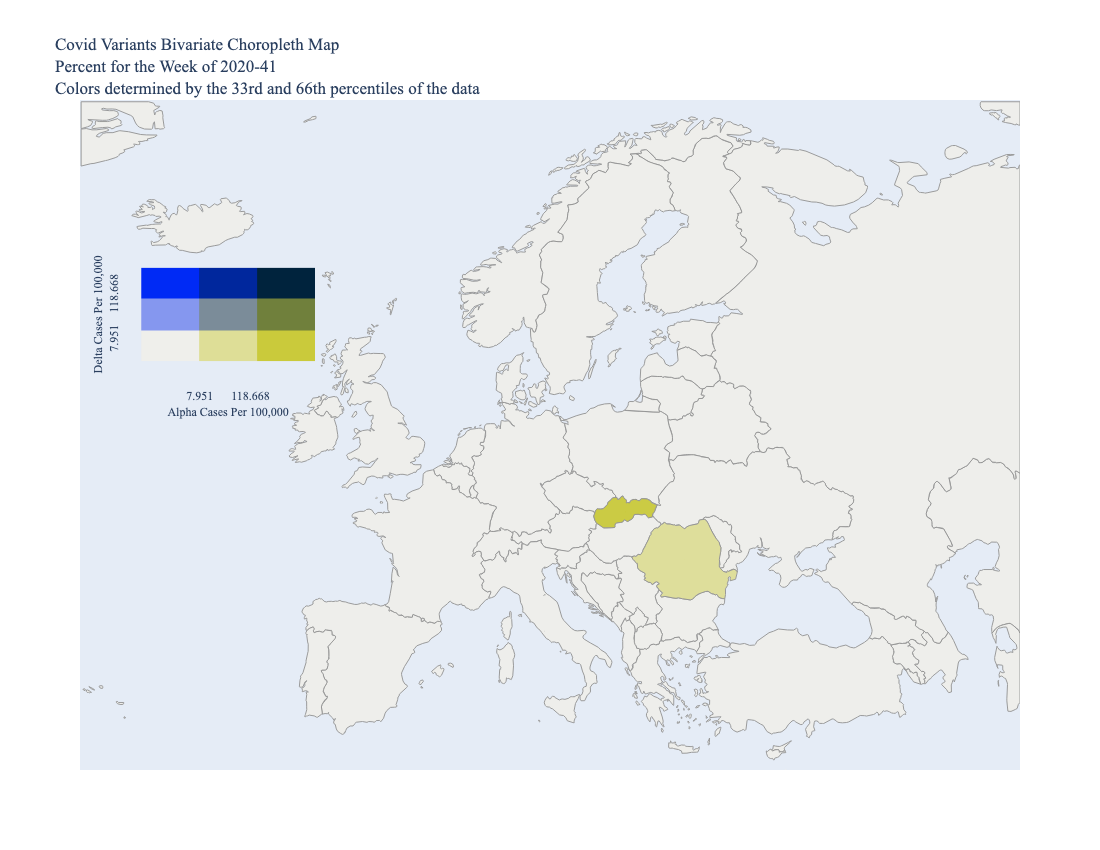 Covid Variants Bivariate Choropleth Map
Percent for the Week of 2020-41
Colors determined by the 33rd and 66th percentiles of the data
Delta Cases Per 100,000
7.951 118.668
7.951 118.668
Alpha Cases Per 100,000